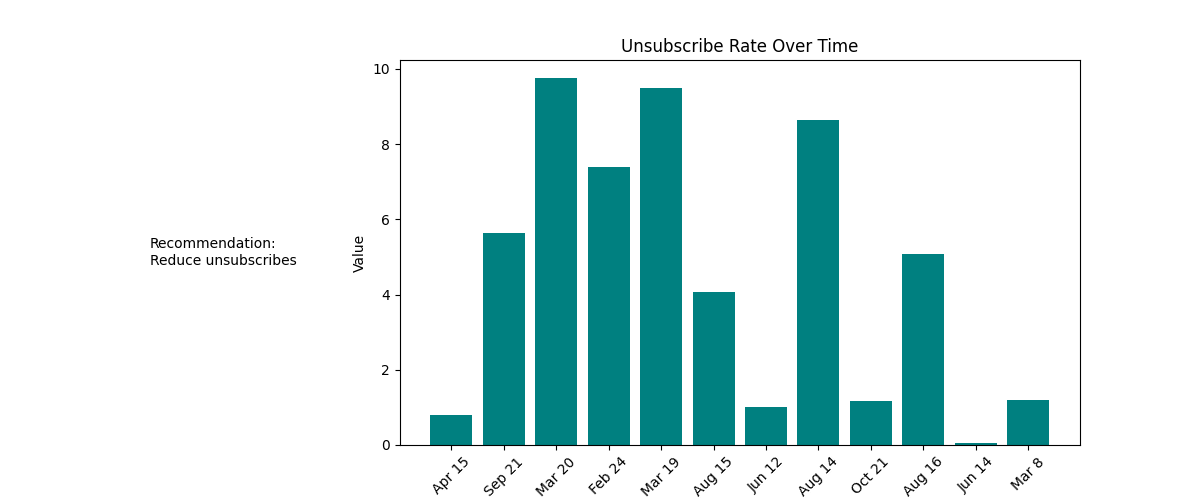 Unsubscribe Rate Over Time
Recommendation:
Reduce unsubscribes
Value
10
8
6
4
2
0
Apr 15
Sep 21
Mar 20
Feb 24
Mar 19
Aug 15
Jun 12
Aug 14
Oct 21
Aug 16
Jun 14
Mar 8